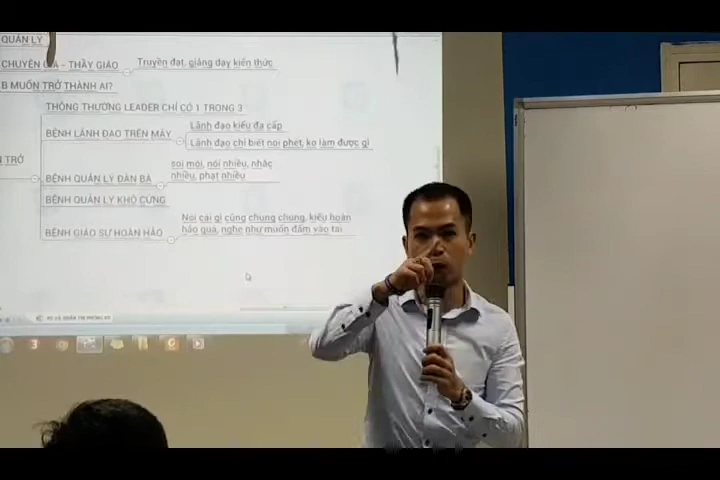 QUẢN LÝ
CHUYÊN GIA - THẦY GIÁO
Truyền đạt, giảng dạy kiến thức
B MUỐN TRỞ THÀNH AI?
THÔNG THƯỜNG LEADER CHỈ CÓ 1 TRONG 3
BỆNH LÃNH ĐẠO TRÊN MÂY
Lãnh đạo kiểu đa cấp
Lãnh đạo chỉ biết nói phét, ko làm được gì
N TRỞ
BỆNH QUẢN LÝ ĐÀN BÀ
soi mói, nói nhiều, nhắc
nhiều, phạt nhiều
BỆNH QUẢN LÝ KHÔ CỨNG
BỆNH GIÁO SƯ HOÀN HẢO
Nói cái gì cũng chung chung, kiểu hoàn
hảo quá, nghe như muốn đấm vào tai